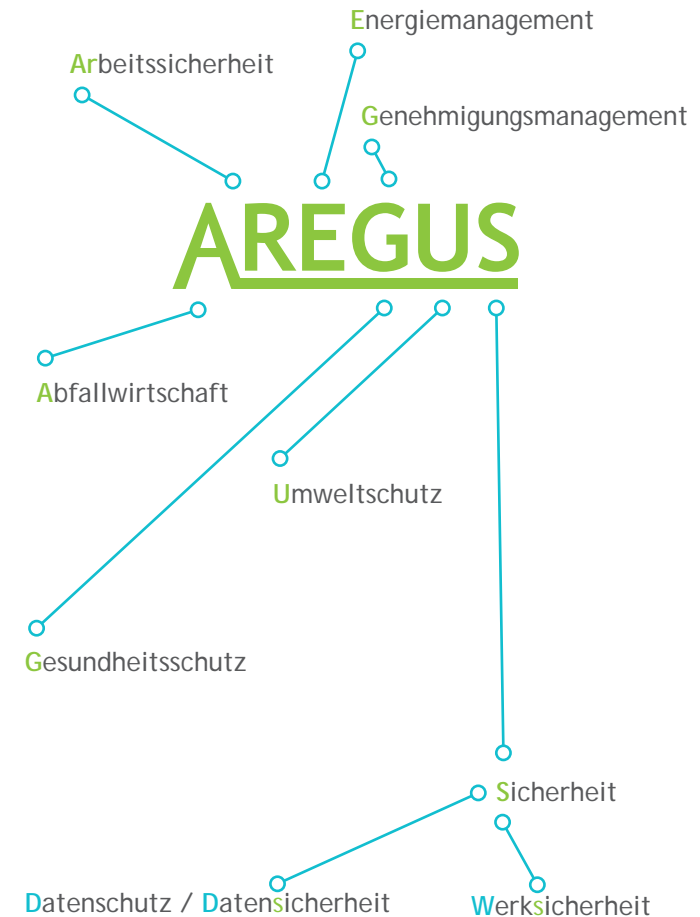 Energiemanagement
Arbeitssicherheit
Genehmigungsmanagement
AREGUS
Abfallwirtschaft
Umweltschutz
Gesundheitsschutz
Sicherheit
Datenschutz / Datensicherheit
Werksicherheit